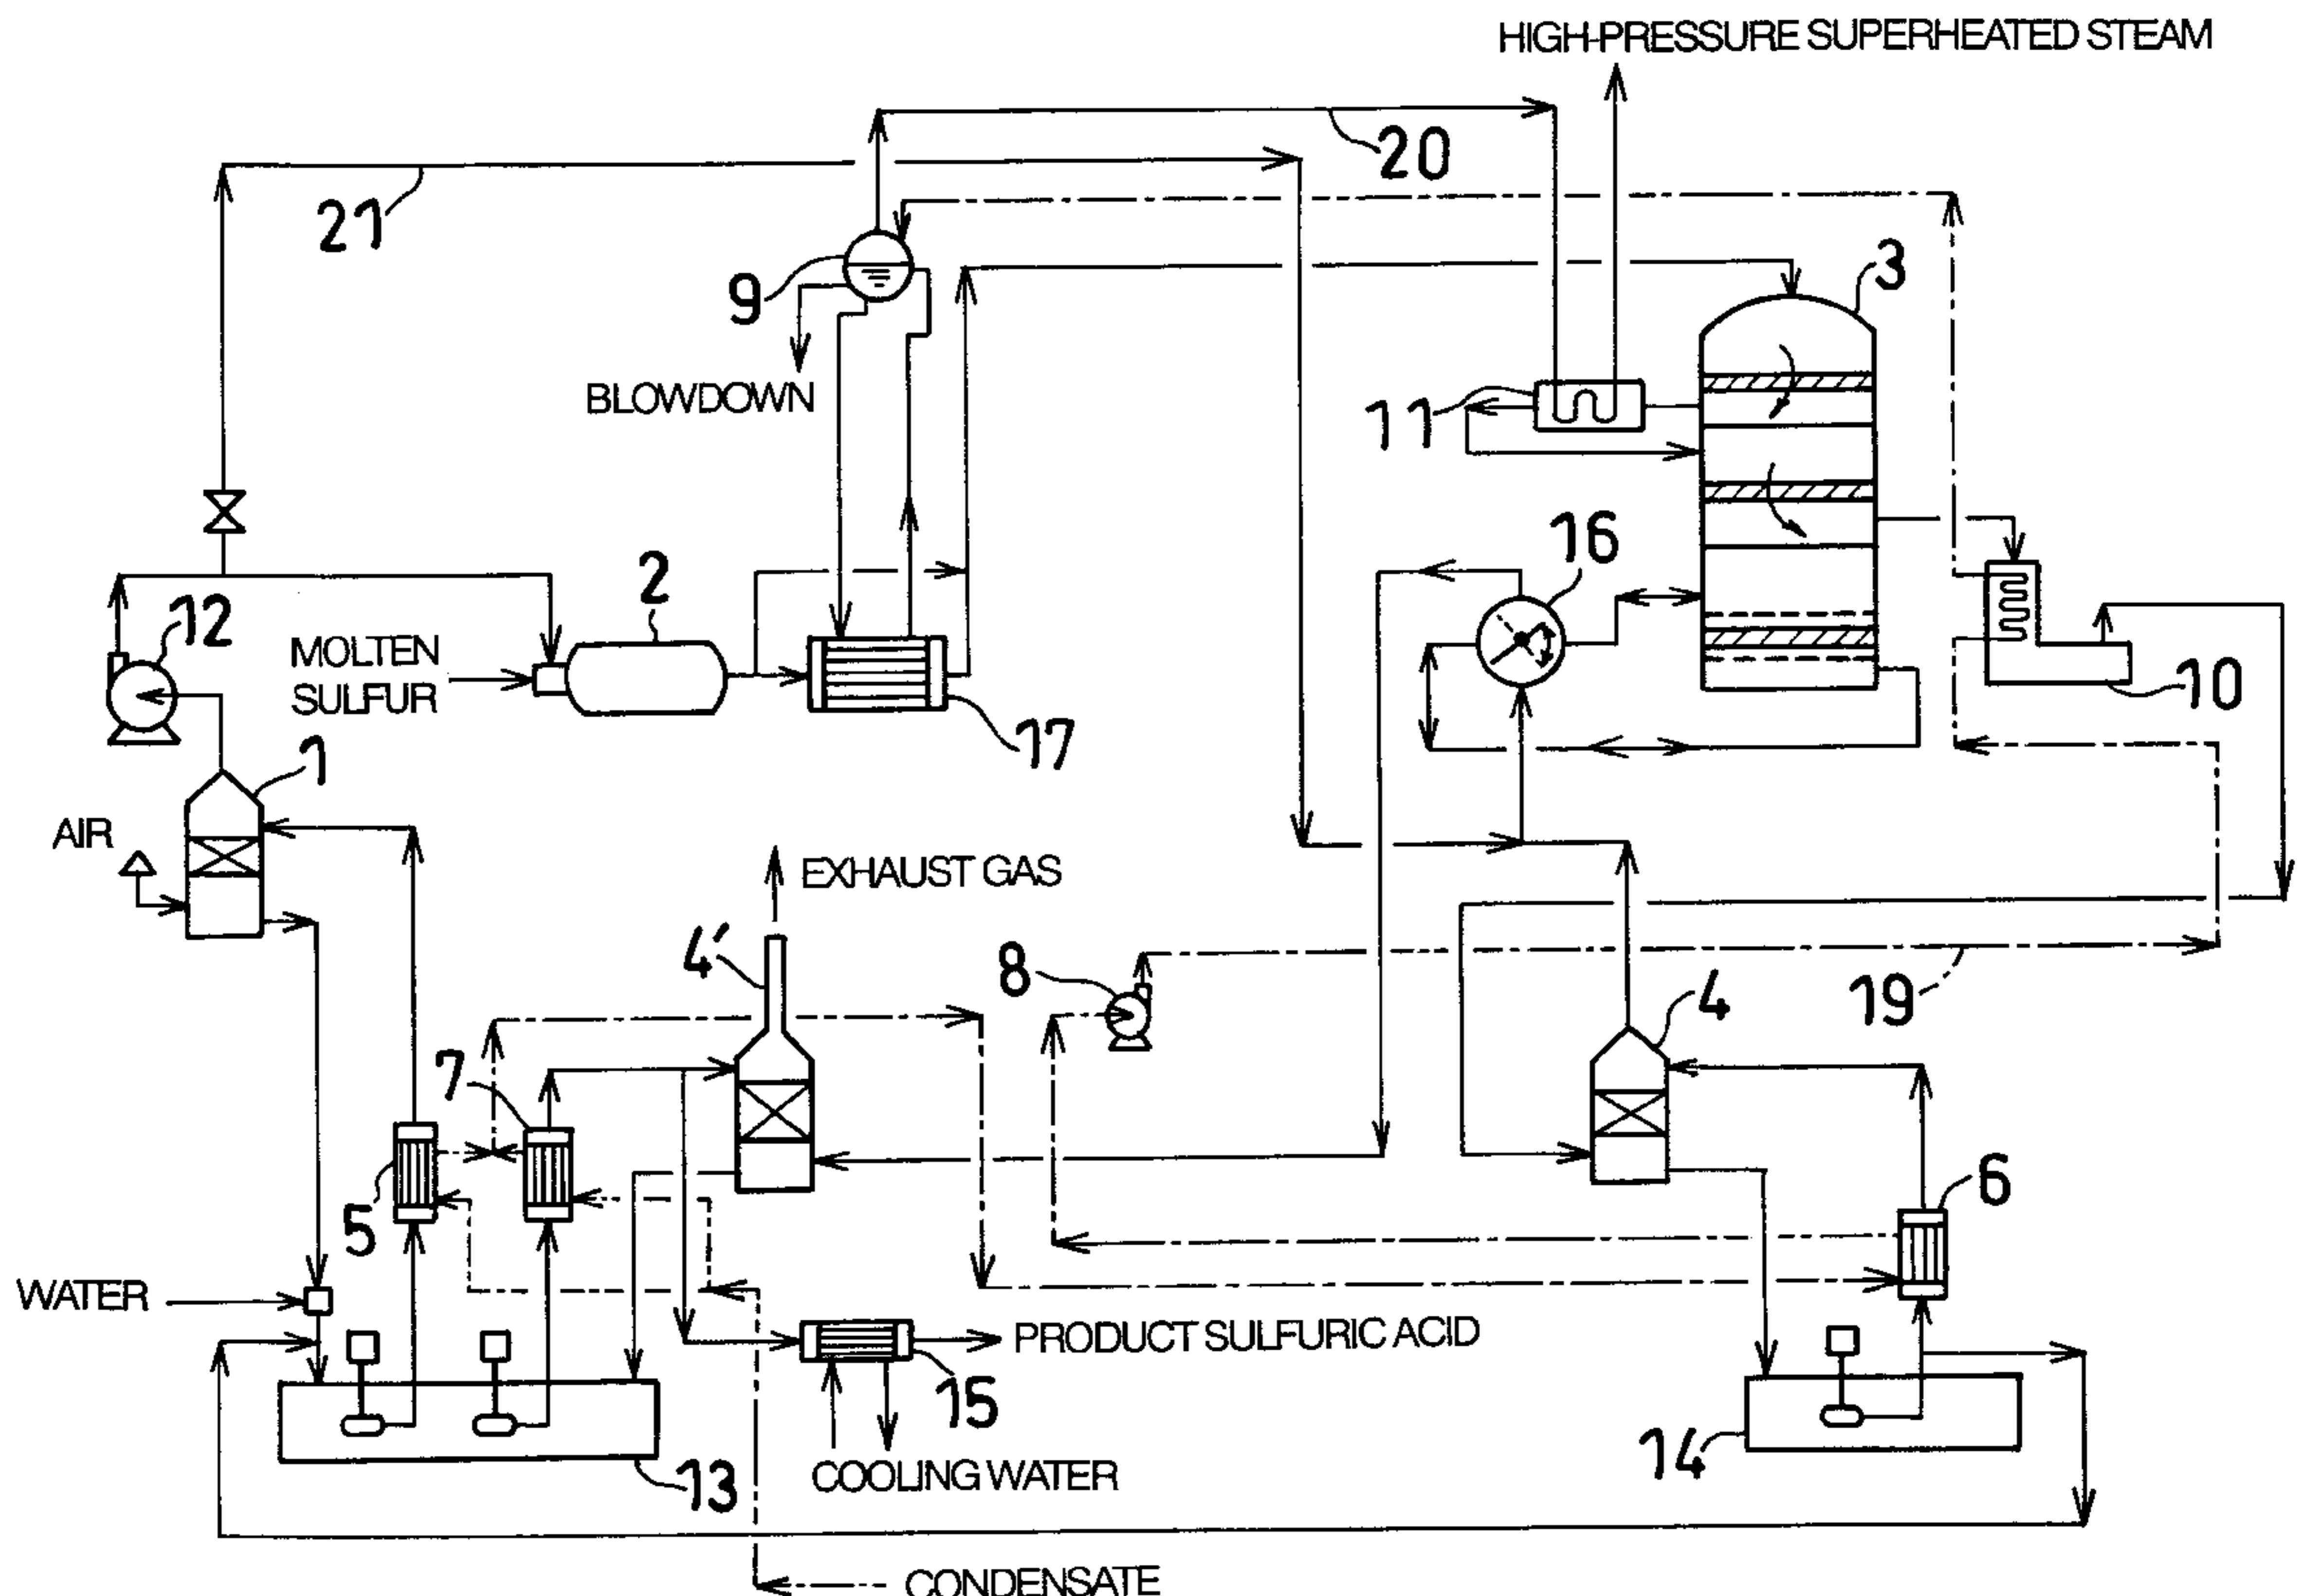 HIGH-PRESSURE SUPERHEATED STEAM
20
21
9
3
BLOWDOWN
11
16
2
12
MOLTEN
SULFUR
10
17
1
AIR
EXHAUST GAS
4'
8
19
4
7
5
6
WATER
PRODUCT SULFURIC ACID
15
14
13
COOLING WATER
CONDENSATE